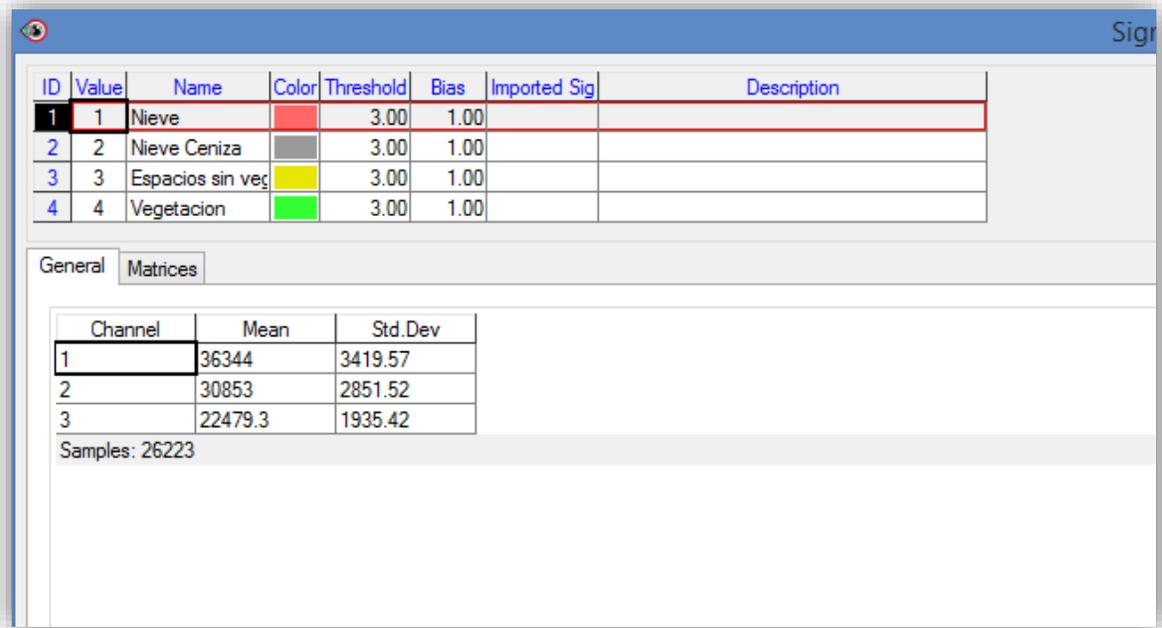 Sigr
ID Value Name Color Threshold Bias Imported Sig Description
1 1 Nieve 3.00 1.00
2 2 Nieve Ceniza 3.00 1.00
3 3 Espacios sin veg 3.00 1.00
4 4 Vegetacion 3.00 1.00
General Matrices
Channel Mean Std.Dev
1 36344 3419.57
2 30853 2851.52
3 22479.3 1935.42
Samples: 26223